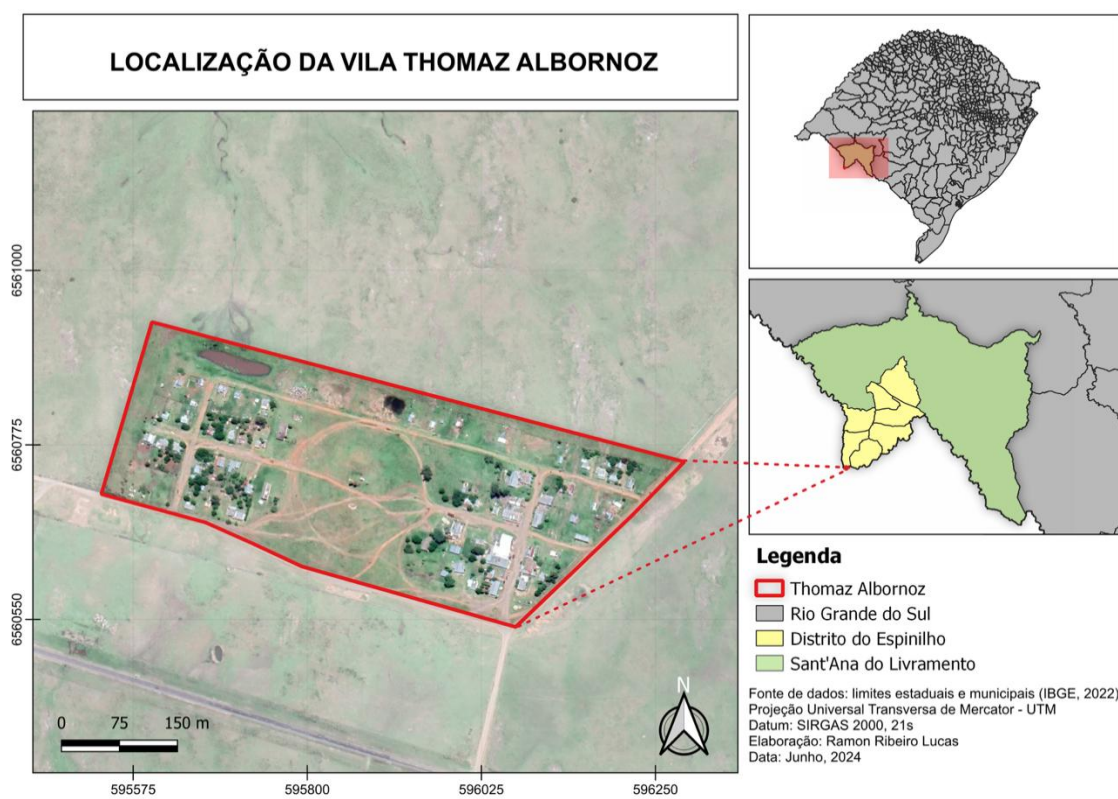 LOCALIZAÇÃO DA VILA THOMAZ ALBORNOZ
6561000
6560775
6560550
0 75 150 m
N
595575 595800 596025 596250
Legenda
Thomaz Albornoz
Rio Grande do Sul
Distrito do Espinilho
Sant'Ana do Livramento
Fonte de dados: limites estaduais e municipais (IBGE, 2022)
Projeção Universal Transversa de Mercator - UTM
Datum: SIRGAS 2000, 21s
Elaboração: Ramon Ribeiro Lucas
Data: Junho, 2024